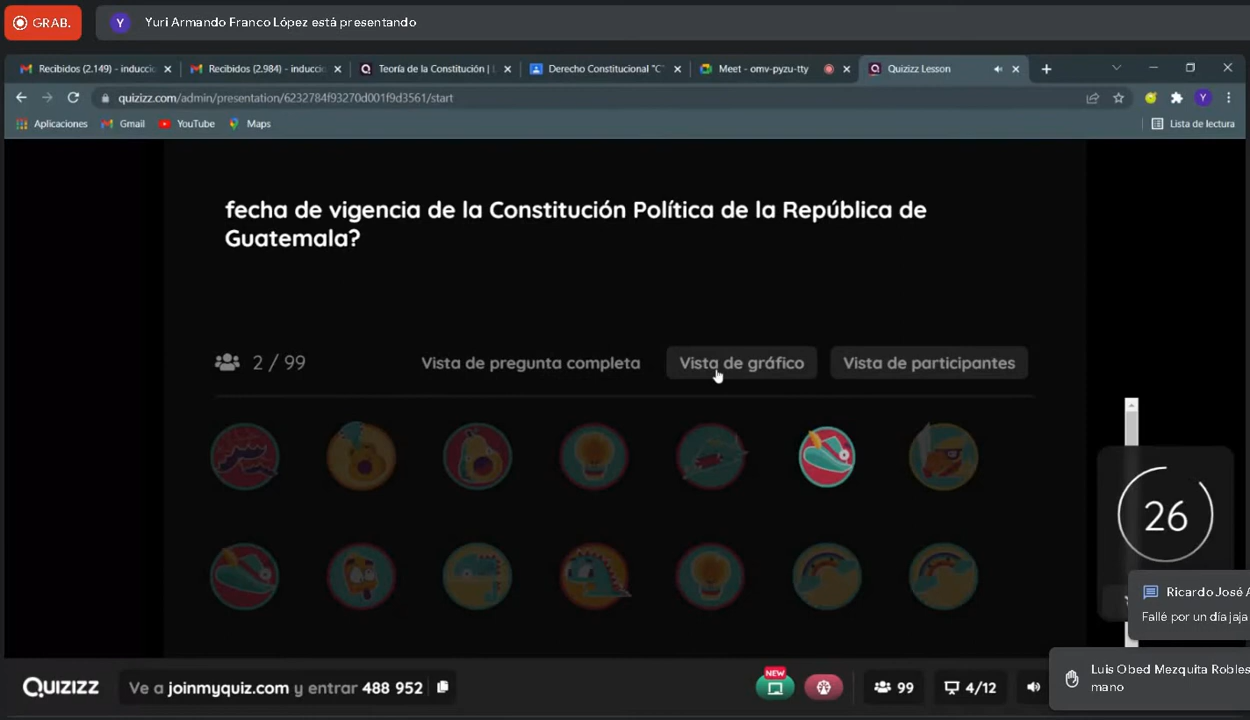 GRAB.
Y
Yuri Armando Franco López está presentando
Recibidos (2.149) - inducci
Recibidos (2.984) - inducci
Teoría de la Constitución |
Derecho Constitucional "C"
Meet - omv-pyzu-tty
Quizizz Lesson
quizizz.com/admin/presentation/6232784f93270d001f9d3561/start
Y
Aplicaciones
Gmail
YouTube
Maps
Lista de lectura
fecha de vigencia de la Constitución Política de la República de
Guatemala?
2 / 99
Vista de pregunta completa
Vista de gráfico
Vista de participantes
26
Ricardo José A
Fallé por un día jaja
Luis Obed Mezquita Robles
mano
Quizizz
Ve a joinmyquiz.com y entrar 488 952
NEW
99
4/12